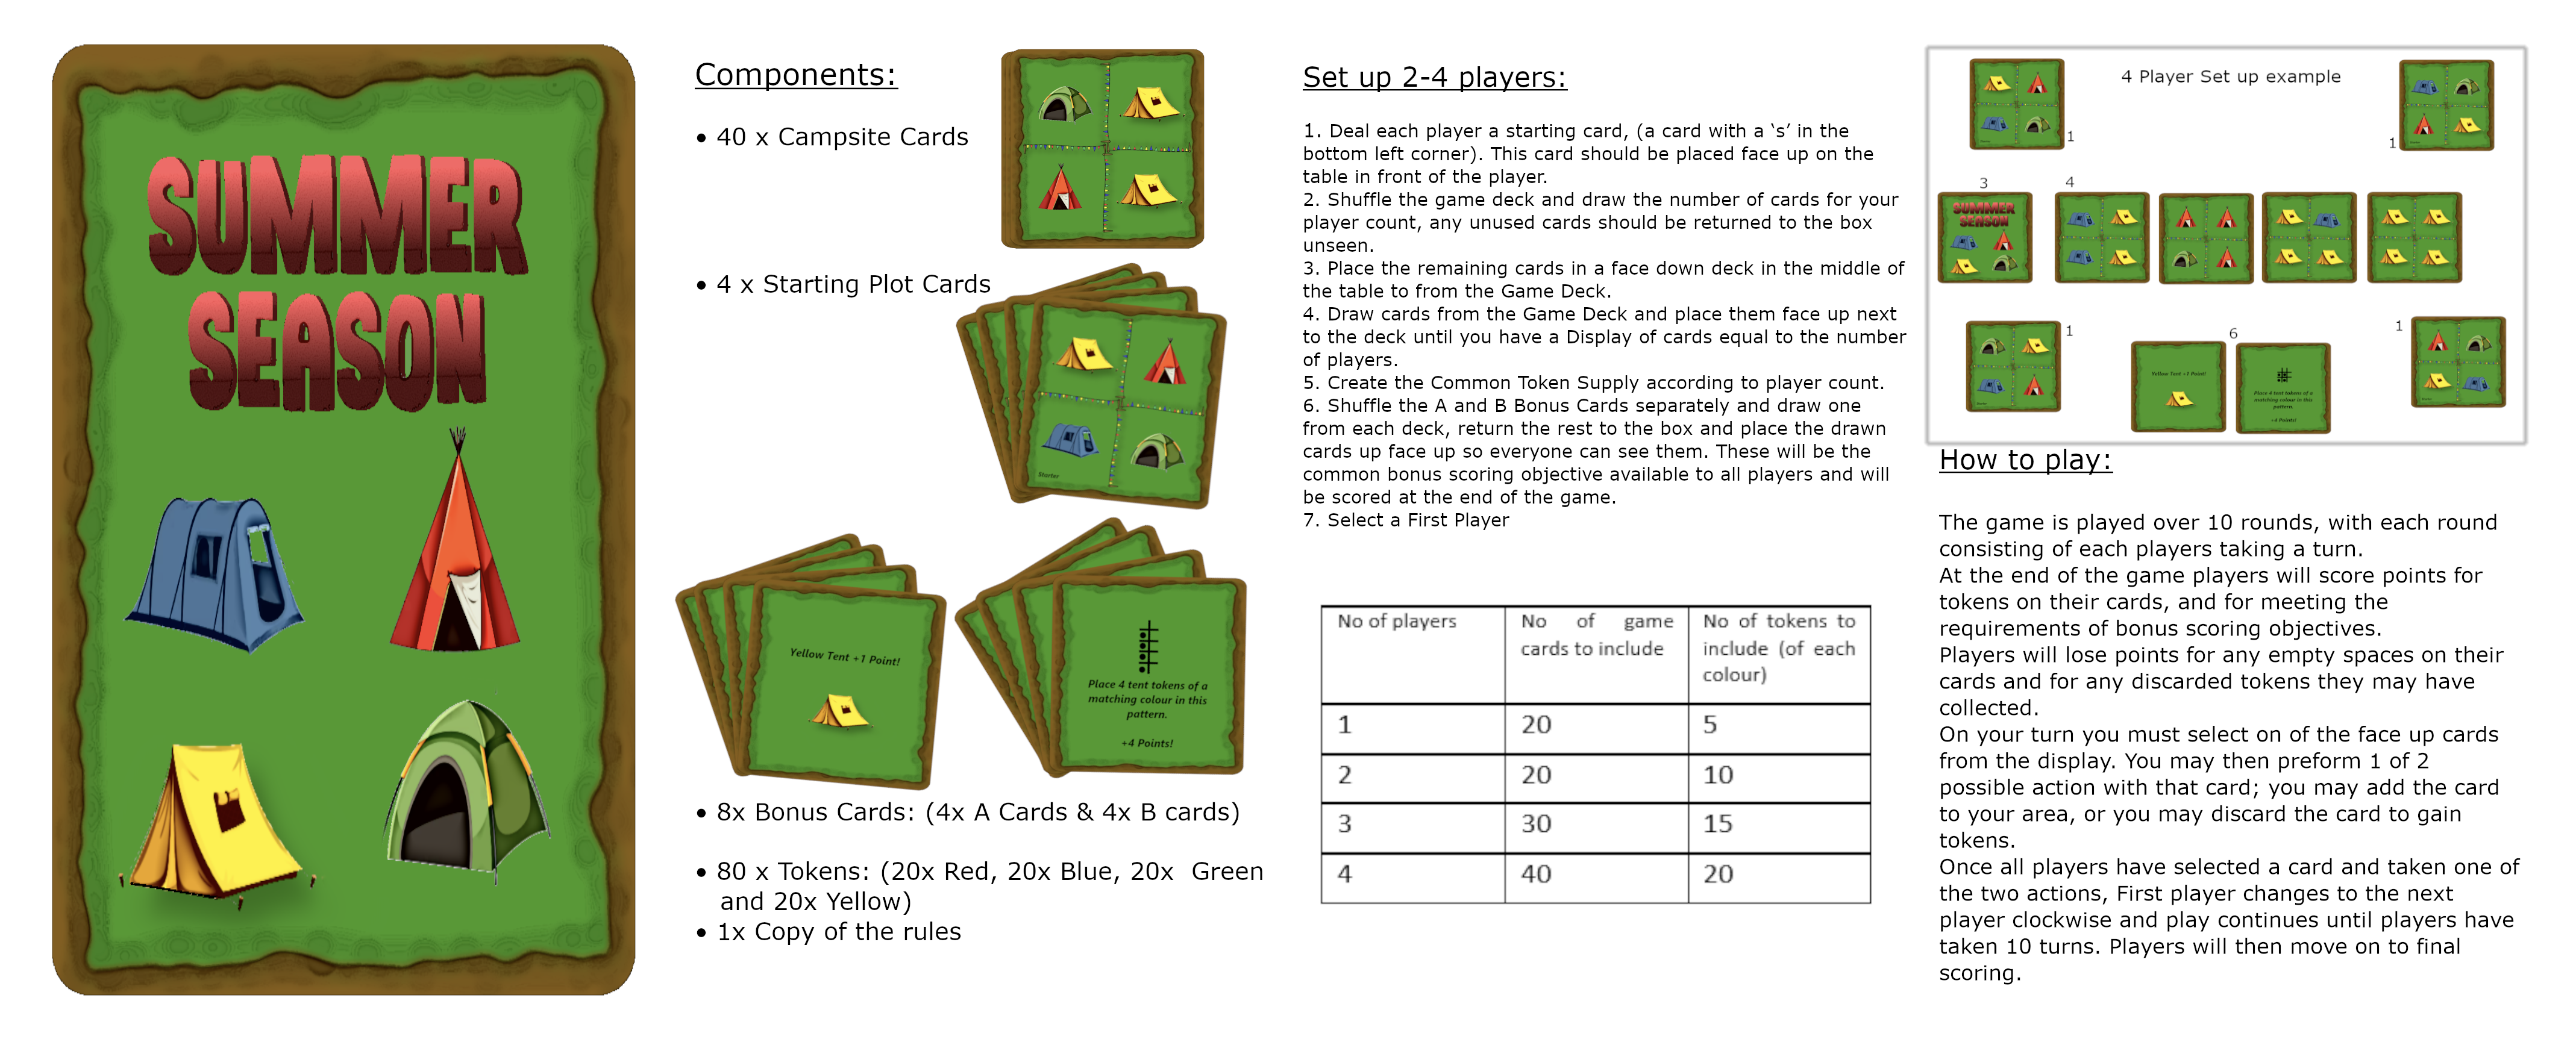 SUMMER
SEASON
Components:
• 40 x Campsite Cards
• 4 x Starting Plot Cards
Starter
Yellow Tent +1 Point!
Place 4 tent tokens of a
matching colour in this
pattern.
+4 Points!
• 8x Bonus Cards: (4x A Cards & 4x B cards)
• 80 x Tokens: (20x Red, 20x Blue, 20x Green
and 20x Yellow)
• 1x Copy of the rules
Set up 2-4 players:
1. Deal each player a starting card, (a card with a ‘s’ in the
bottom left corner). This card should be placed face up on the
table in front of the player.
2. Shuffle the game deck and draw the number of cards for your
player count, any unused cards should be returned to the box
unseen.
3. Place the remaining cards in a face down deck in the middle of
the table to from the Game Deck.
4. Draw cards from the Game Deck and place them face up next
to the deck until you have a Display of cards equal to the number
of players.
5. Create the Common Token Supply according to player count.
6. Shuffle the A and B Bonus Cards separately and draw one
from each deck, return the rest to the box and place the drawn
cards up face up so everyone can see them. These will be the
common bonus scoring objective available to all players and will
be scored at the end of the game.
7. Select a First Player
No of players
No of game
cards to include
No of tokens to
include (of each
colour)
1 20 5
2 20 10
3 30 15
4 40 20
4 Player Set up example
1
1
3
4
SUMMER
SEASON
1
6
1
Yellow Tent +1 Point!
Place 4 tent tokens of a
matching colour in this
pattern.
+4 Points!
How to play:
The game is played over 10 rounds, with each round
consisting of each players taking a turn.
At the end of the game players will score points for
tokens on their cards, and for meeting the
requirements of bonus scoring objectives.
Players will lose points for any empty spaces on their
cards and for any discarded tokens they may have
collected.
On your turn you must select on of the face up cards
from the display. You may then preform 1 of 2
possible action with that card; you may add the card
to your area, or you may discard the card to gain
tokens.
Once all players have selected a card and taken one of
the two actions, First player changes to the next
player clockwise and play continues until players have
taken 10 turns. Players will then move on to final
scoring.